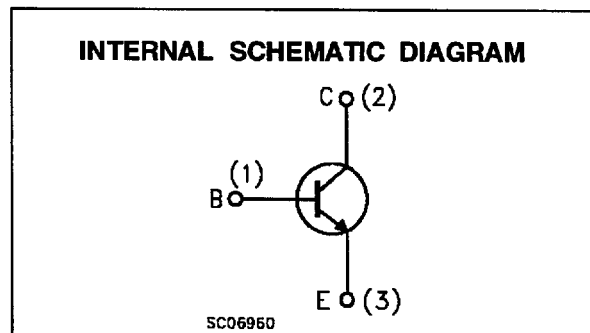 INTERNAL SCHEMATIC DIAGRAM
C (2)
(1)
B
E (3)
SC06960